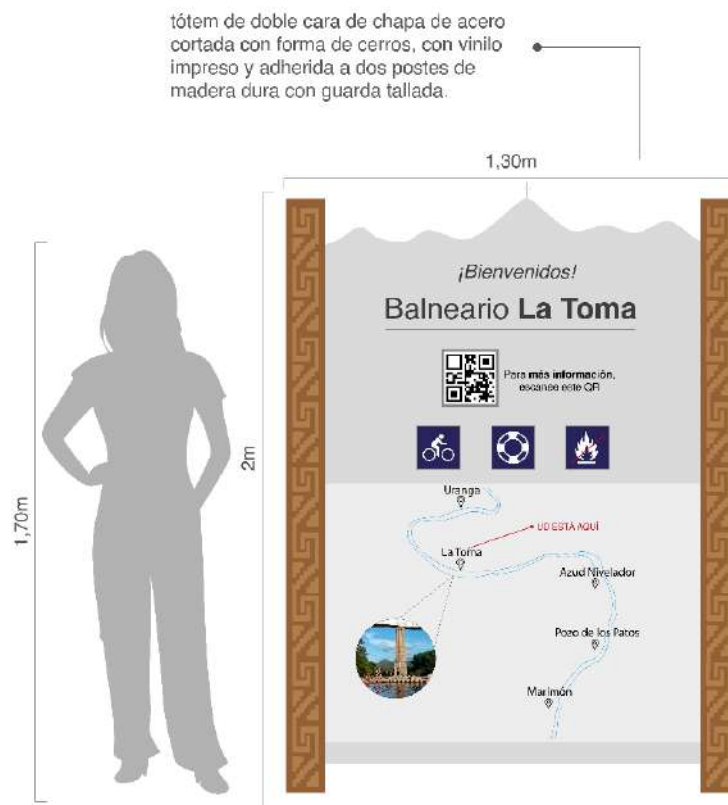 tótem de doble cara de chapa de acero
cortada con forma de cerros, con vinilo
impreso y adherida a dos postes de
madera dura con guarda tallada.
1,30m
1,70m
2m
¡Bienvenidos!
Balneario La Toma
Para más información,
escanee este QR
Uranga
UD ESTÁ AQUÍ
La Toma
Azud Nivelador
Pozo de los Patos
Marimón